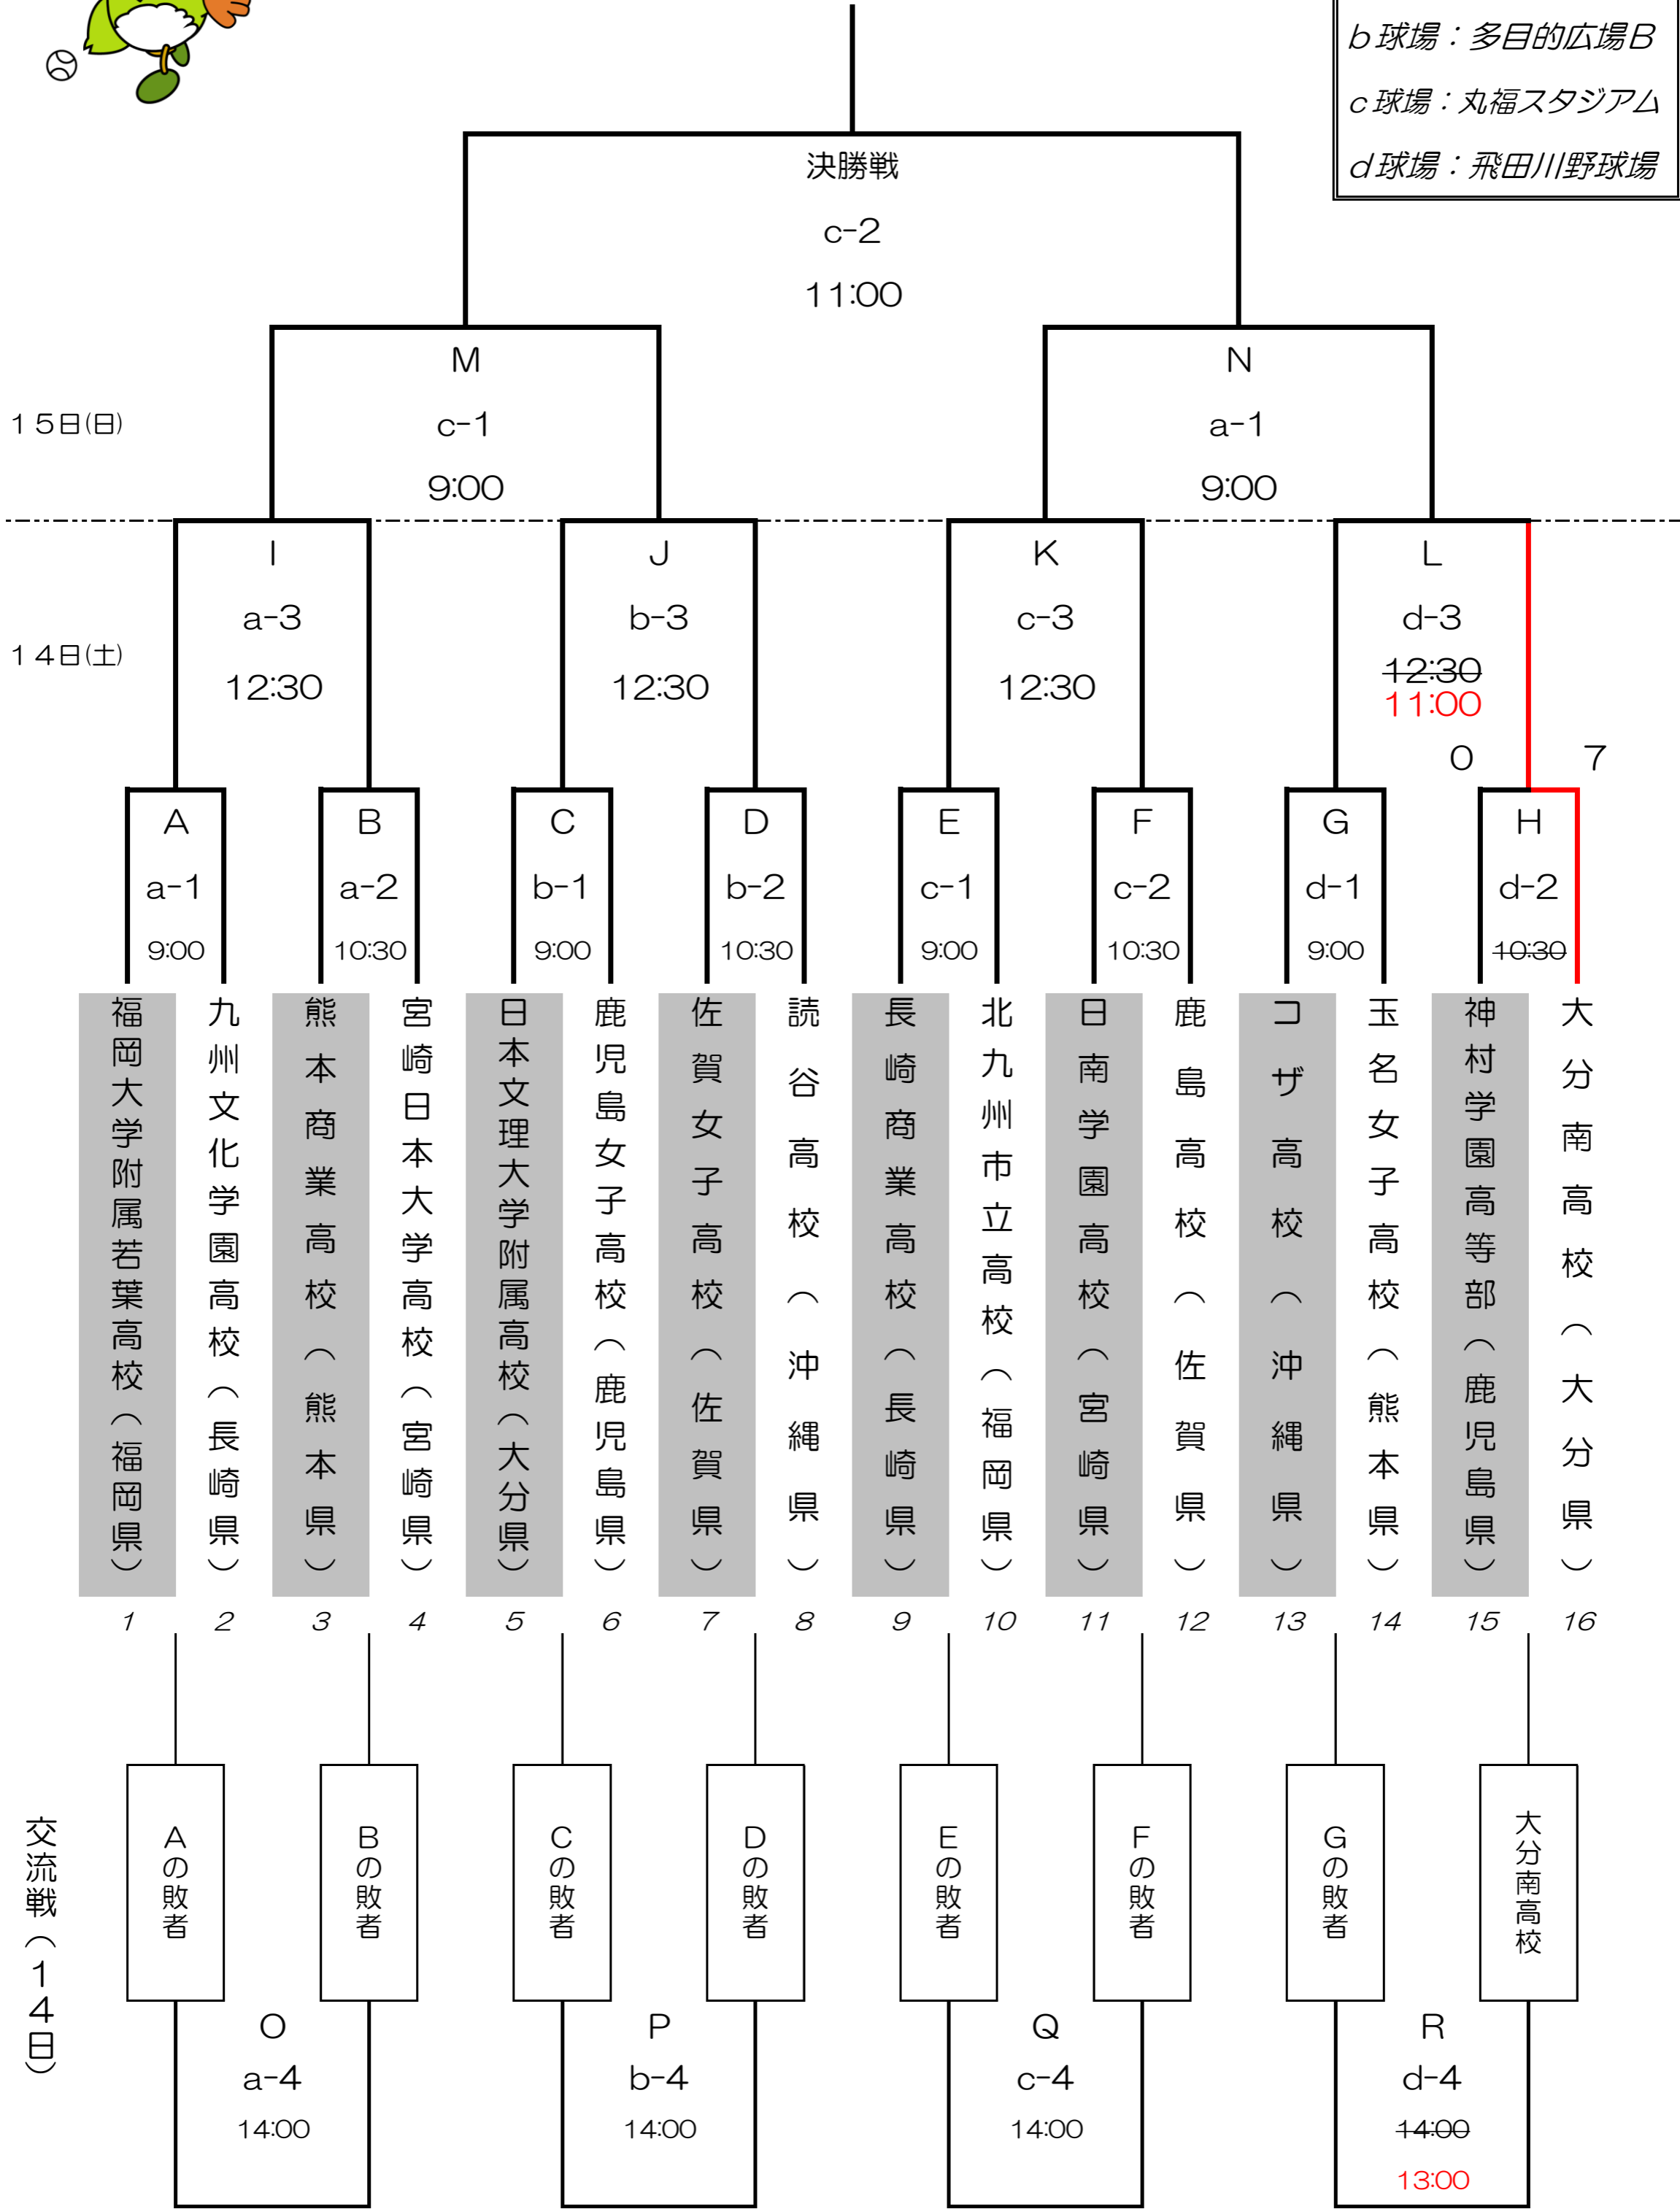 b球場：多目的広場B
c球場：丸福スタジアム
d球場：飛田川野球場
決勝戦
c-2
11:00
M
c-1
9:00
N
a-1
9:00
15日(日)
I
a-3
12:30
J
b-3
12:30
K
c-3
12:30
L
d-3
12:30
11:00
14日(土)
0 7
A
a-1
9:00
B
a-2
10:30
C
b-1
9:00
D
b-2
10:30
E
c-1
9:00
F
c-2
10:30
G
d-1
9:00
H
d-2
10:30
福岡大学附属若葉高校(福岡県)
九州文化学園高校(長崎県)
熊本商業高校(熊本県)
宮崎日本大学高校(宮崎県)
日本文理大学附属高校(大分県)
鹿児島女子高校(鹿児島県)
佐賀女子高校(佐賀県)
読谷高校(沖縄県)
長崎商業高校(長崎県)
北九州市立高校(福岡県)
日南学園高校(宮崎県)
鹿島高校(佐賀県)
コザ高校(沖縄県)
玉名女子高校(熊本県)
神村学園高等部(鹿児島県)
大分南高校(大分県)
1 2 3 4 5 6 7 8 9 10 11 12 13 14 15 16
交流戦(14日)
Aの敗者
Bの敗者
Cの敗者
Dの敗者
Eの敗者
Fの敗者
Gの敗者
大分南高校
O
a-4
14:00
P
b-4
14:00
Q
c-4
14:00
R
d-4
14:00
13:00